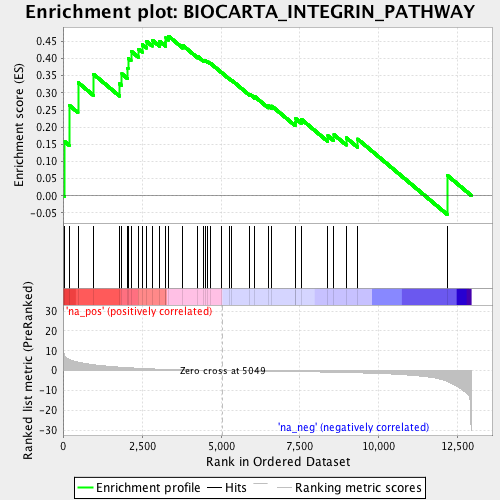 Enrichment plot: BIOCARTA_INTEGRIN_PATHWAY
Enrichment score (ES)
0.45
0.40
0.35
0.30
0.25
0.20
0.15
0.10
0.05
0.00
-0.05
'na_pos' (positively correlated)
Ranked list metric (PreRanked)
30
20
10
0
-10
-20
-30
Zero cross at 5049
'na_neg' (negatively correlated)
0
2,500
5,000
7,500
10,000
12,500
Rank in Ordered Dataset
Enrichment profile
Hits
Ranking metric scores